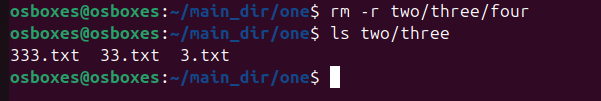 osboxes@osboxes:~/main_dir/one$ rm -r two/three/four
osboxes@osboxes:~/main_dir/one$ ls two/three
333.txt  33.txt  3.txt
osboxes@osboxes:~/main_dir/one$